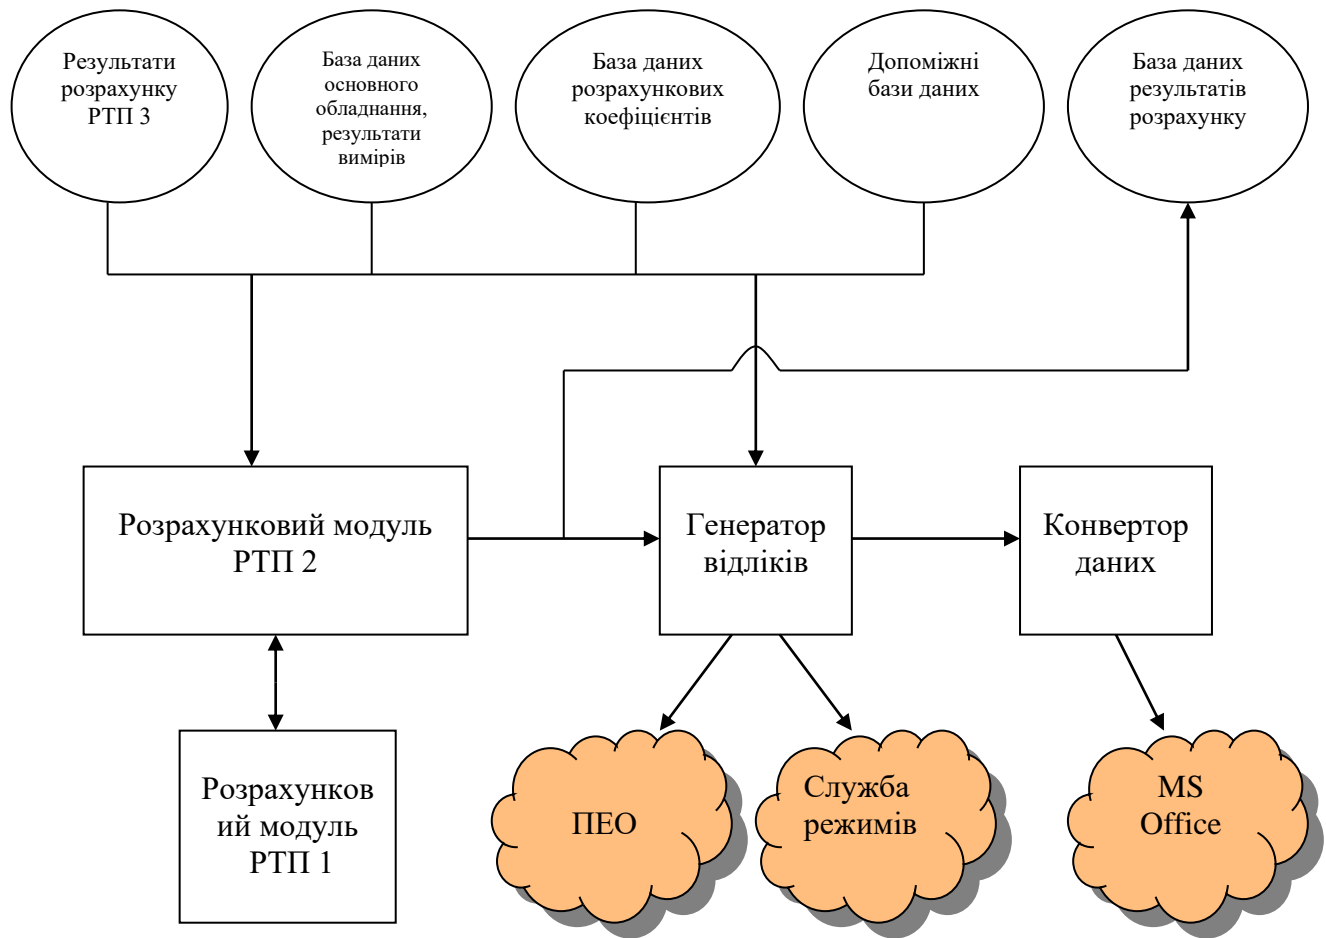 Результати
розрахунку
РТП 3
База даних
основного
обладнання,
результати
вимірів
База даних
розрахункових
коефіцієнтів
Допоміжні
бази даних
База даних
результатів
розрахунку
Розрахунковий модуль
РТП 2
Генератор
відліків
Конвертор
даних
Розрахунков
ий модуль
РТП 1
ПЕО
Служба
режимів
MS
Office